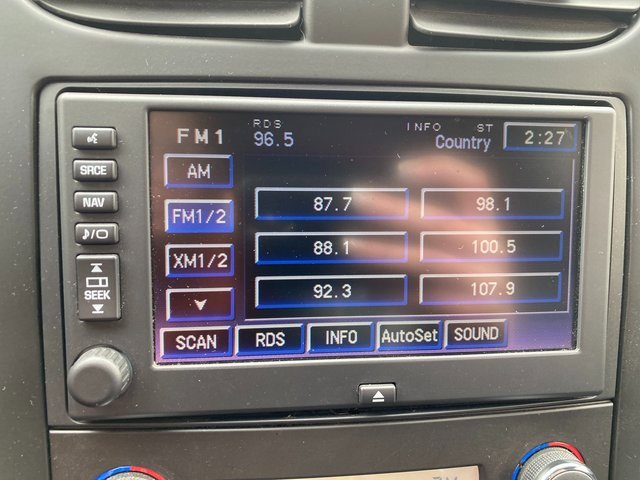 RDS INFO ST
FM1 96.5 Country 2:27
SRCE AM
NAV FM1/2 87.7 98.1
XM1/2 88.1 100.5
SEEK 92.3 107.9
SCAN RDS INFO AutoSet SOUND